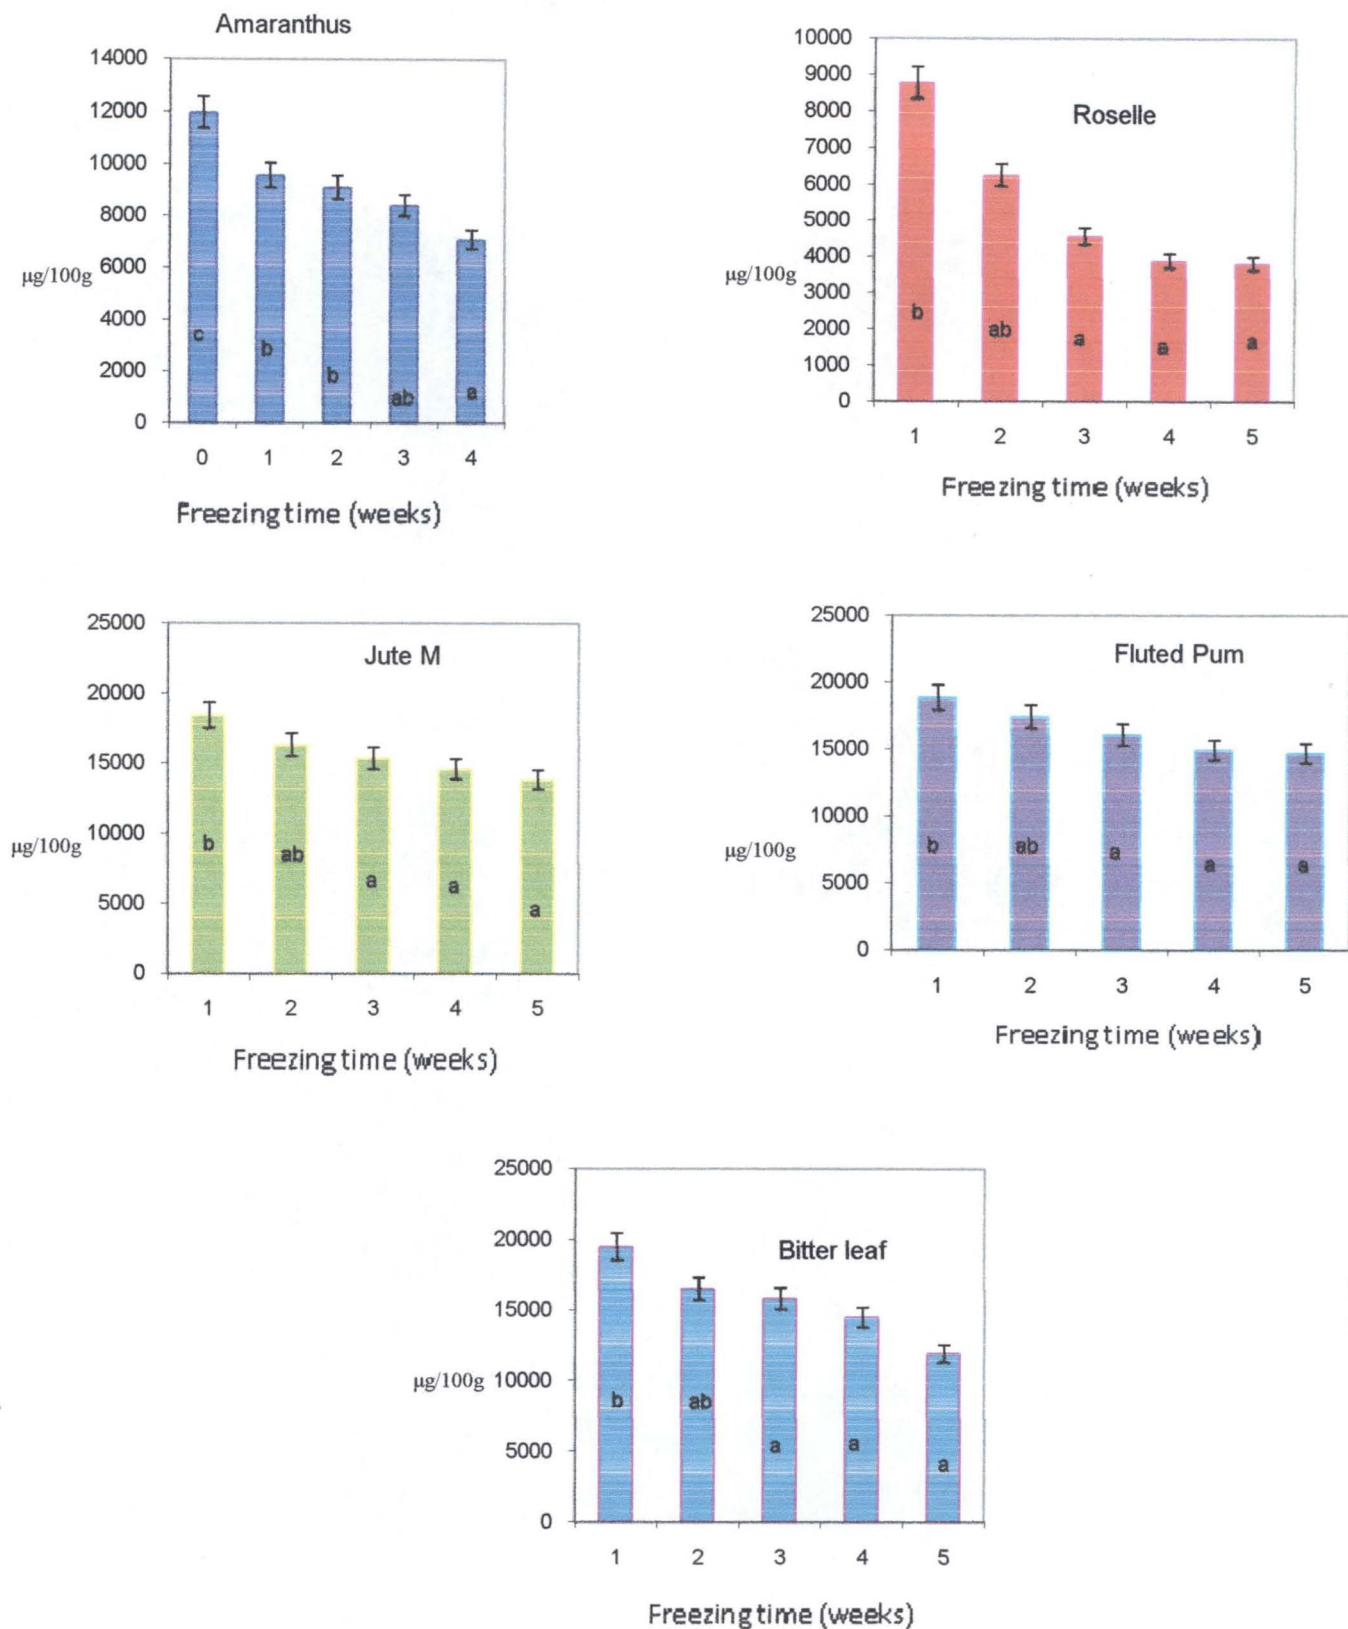 Amaranthus
14000
12000
10000
8000
6000
μg/100g
4000
2000
0
c
b
b
ab
a
0 1 2 3 4
Freezing time (weeks)
10000
9000
8000
7000
6000
5000
4000
μg/100g
3000
2000
1000
0
Roselle
b
ab
a
a
a
1 2 3 4 5
Freezing time (weeks)
25000
20000
15000
10000
μg/100g
5000
0
Jute M
b
ab
a
a
a
1 2 3 4 5
Freezing time (weeks)
25000
20000
15000
10000
μg/100g
5000
0
Fluted Pum
b
ab
a
a
a
1 2 3 4 5
Freezing time (weeks)
25000
20000
15000
μg/100g 10000
5000
0
Bitter leaf
b
ab
a
a
a
1 2 3 4 5
Freezing time (weeks)